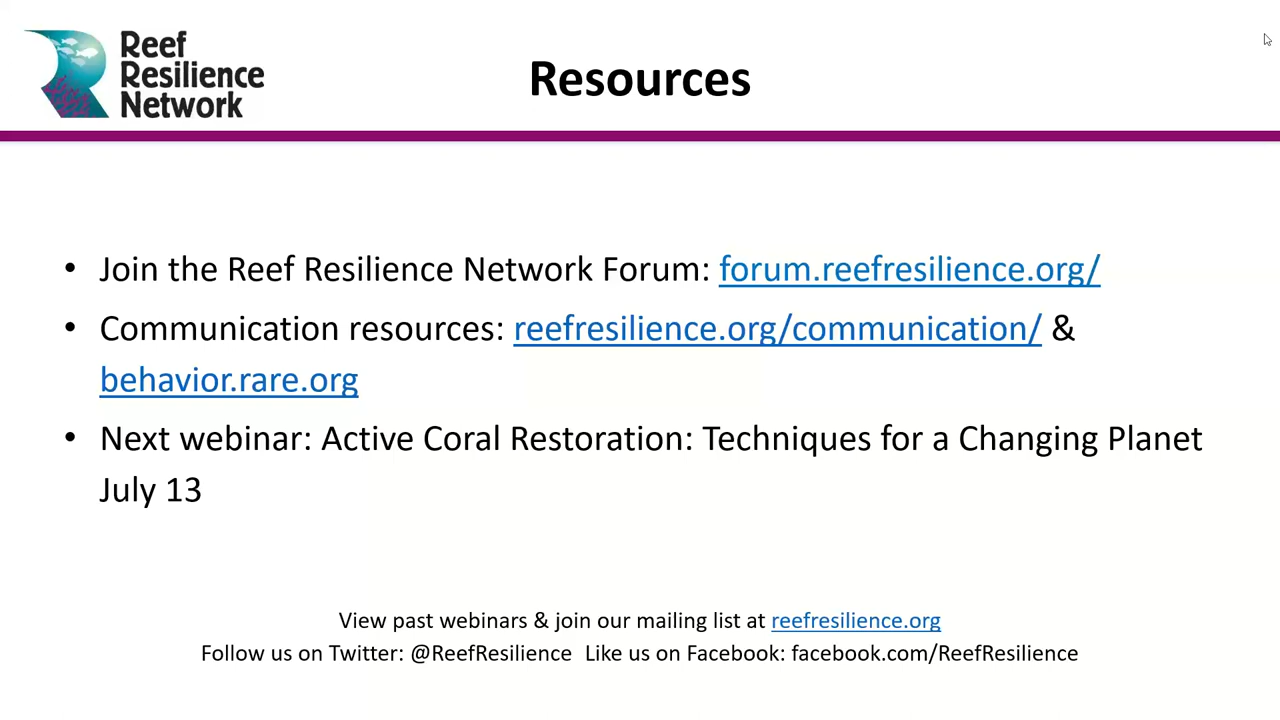 Reef
Resilience
Network
Resources
• Join the Reef Resilience Network Forum: forum.reefresilience.org/
• Communication resources: reefresilience.org/communication/ &
behavior.rare.org
• Next webinar: Active Coral Restoration: Techniques for a Changing Planet
July 13
View past webinars & join our mailing list at reefresilience.org
Follow us on Twitter: @ReefResilience  Like us on Facebook: facebook.com/ReefResilience